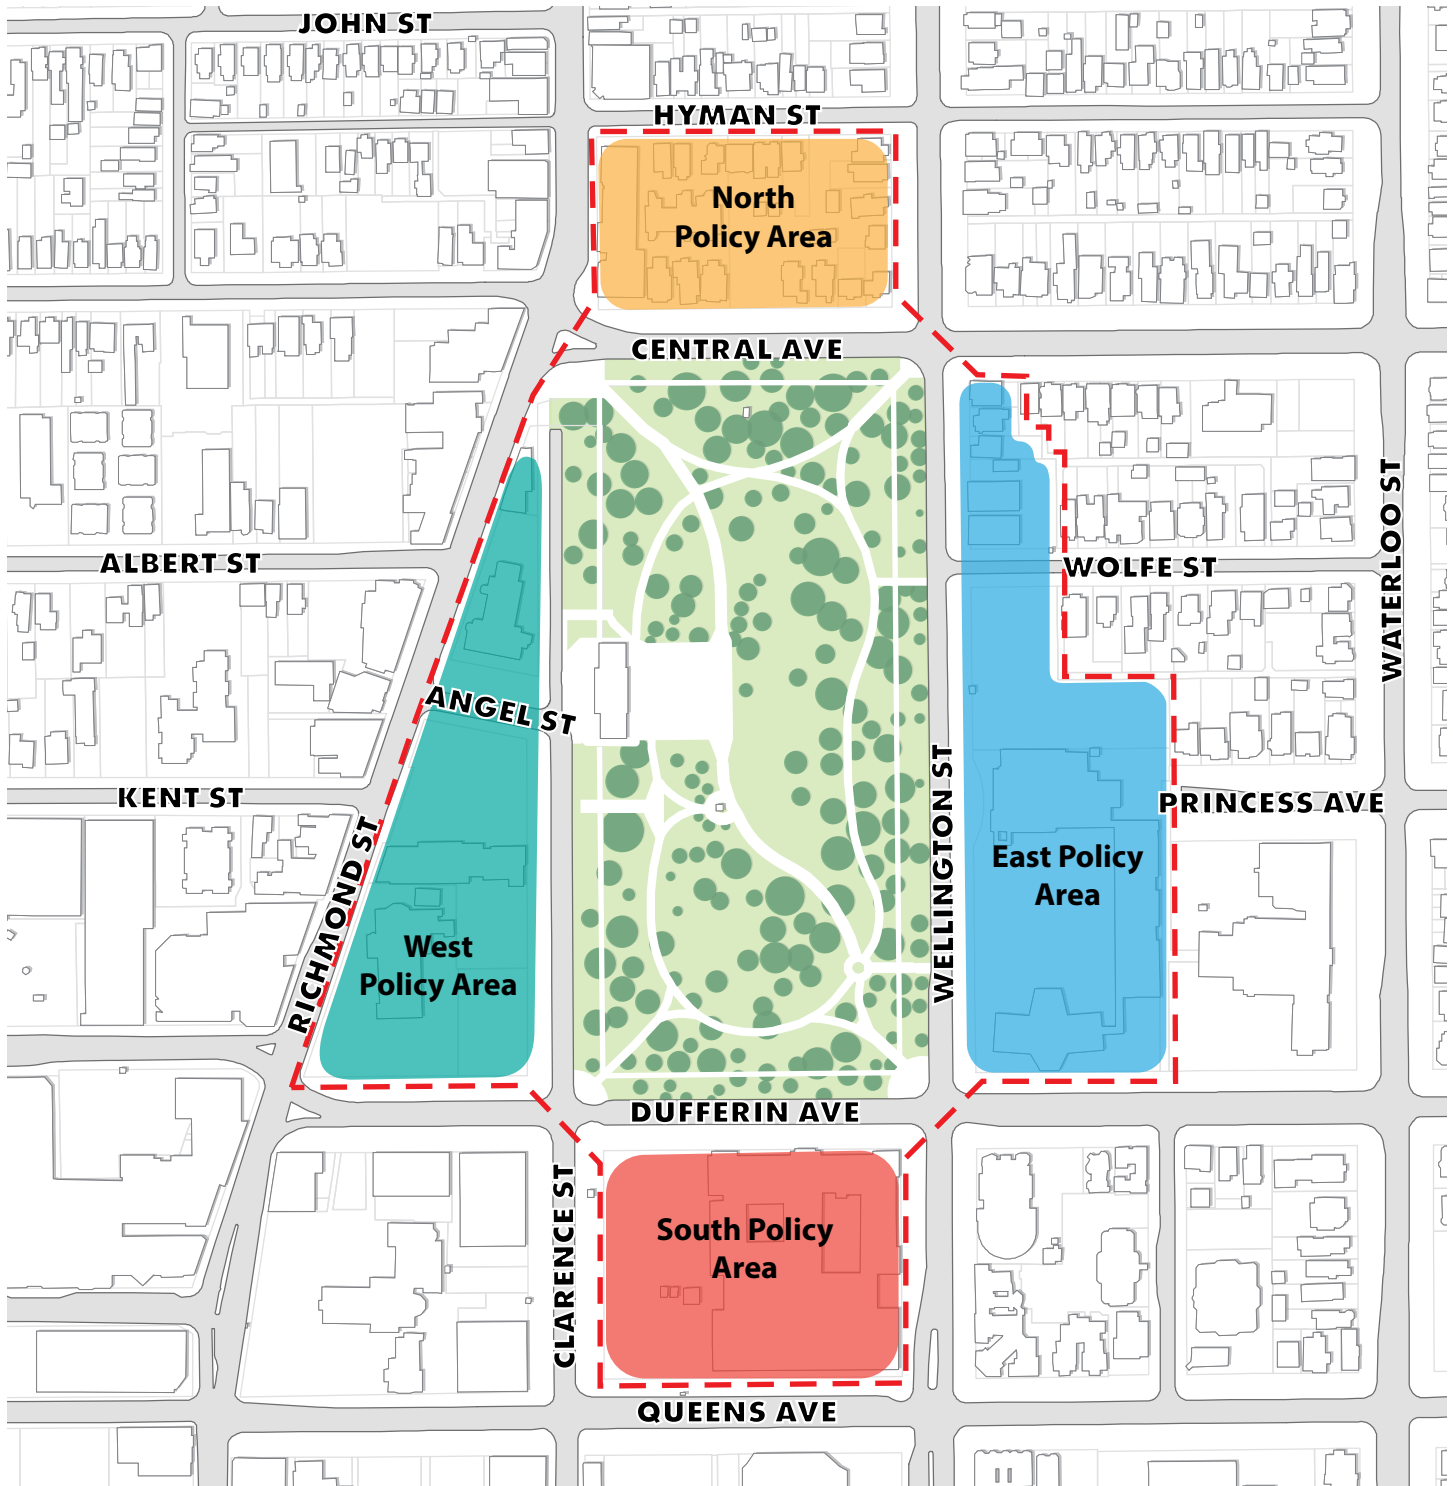 JOHN ST
HYMAN ST
North
Policy Area
CENTRAL AVE
ALBERT ST
WOLFE ST
WATERLOO ST
ANGEL ST
KENT ST
PRINCESS AVE
RICHMOND ST
WELLINGTON ST
East Policy
Area
West
Policy Area
DUFFERIN AVE
CLARENCE ST
South Policy
Area
QUEENS AVE